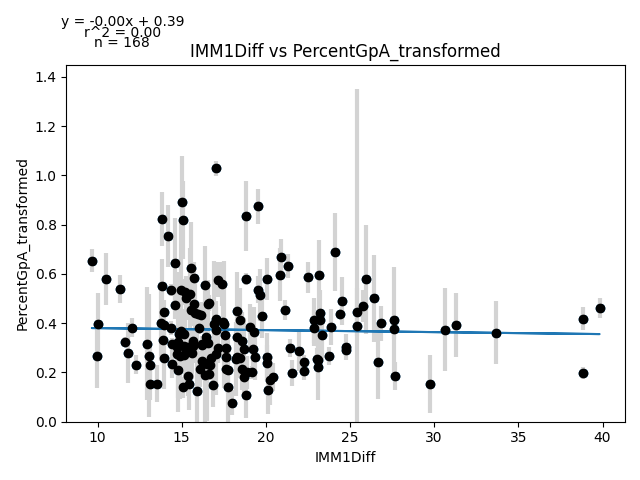 y = -0.00x + 0.39
r^2 = 0.00
n = 168
IMM1Diff vs PercentGpA_transformed
1.4
1.2
1.0
0.8
0.6
0.4
0.2
0.0
PercentGpA_transformed
10 15 20 25 30 35 40
IMM1Diff